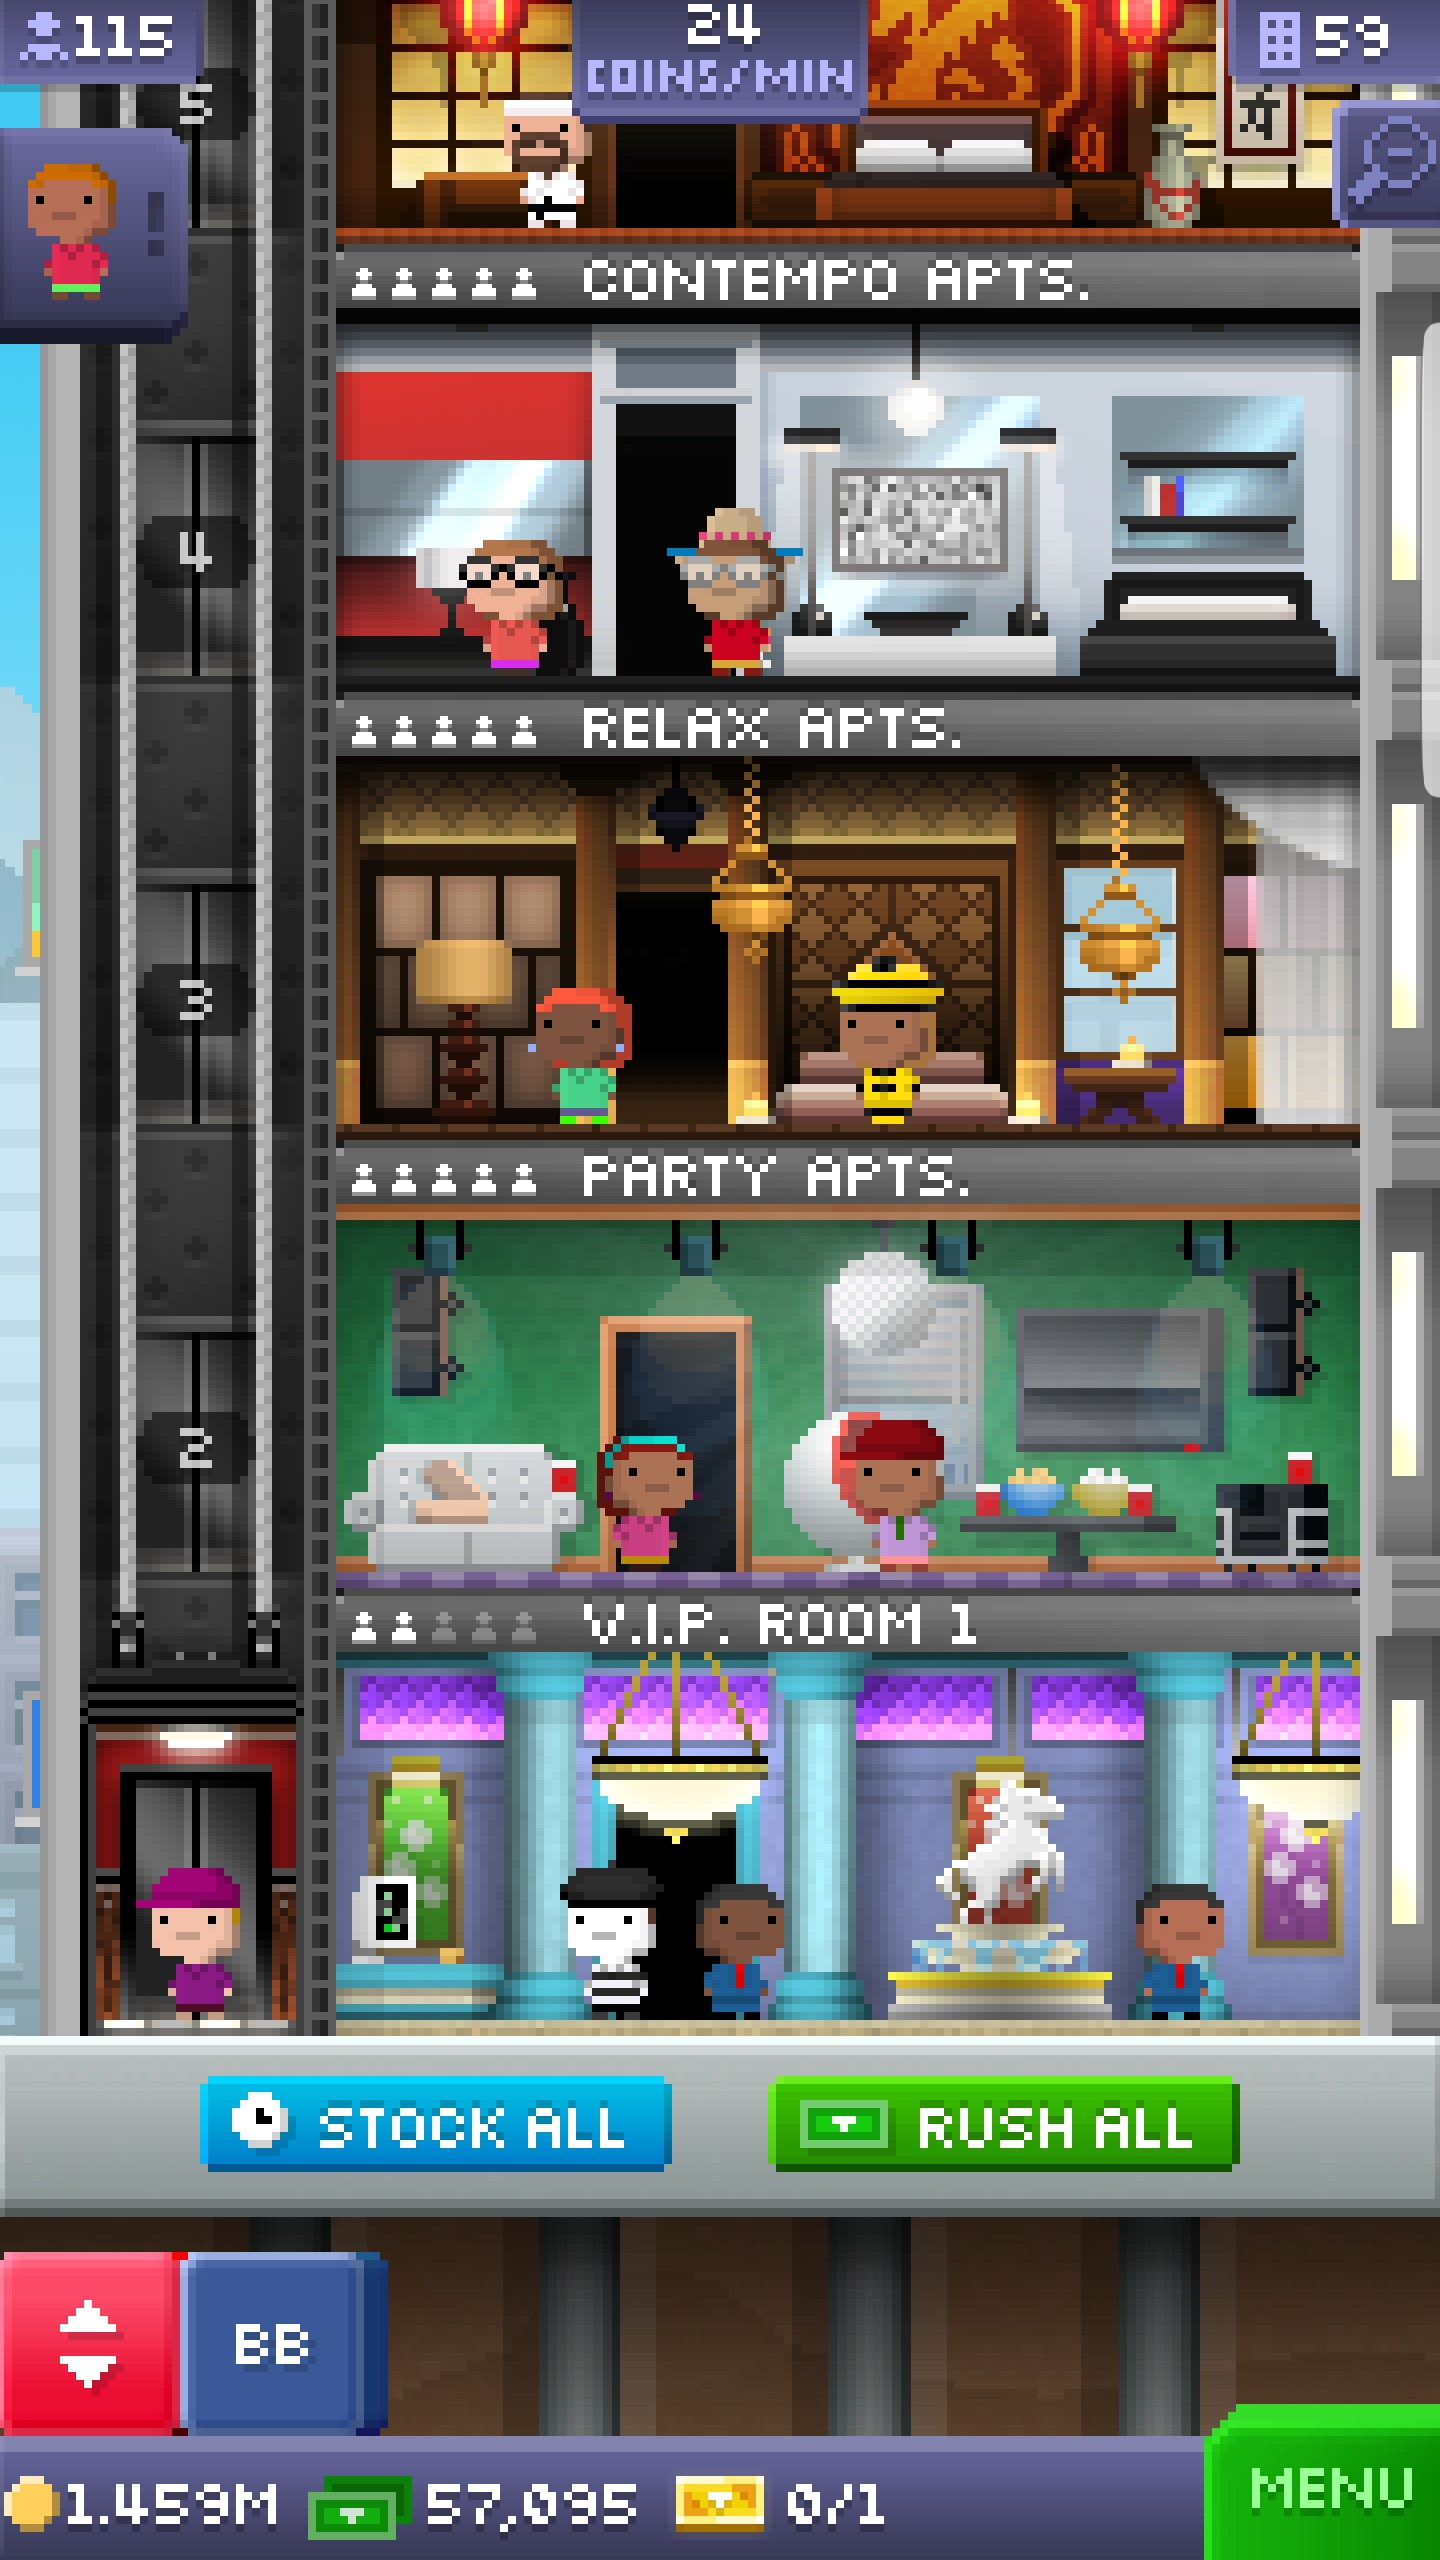 115
24
COINS/MIN
59
5
!
CONTEMPO APTS.
4
RELAX APTS.
3
PARTY APTS.
2
V.I.P. ROOM 1
STOCK ALL
RUSH ALL
BB
1.459M
57,095
0/1
MENU